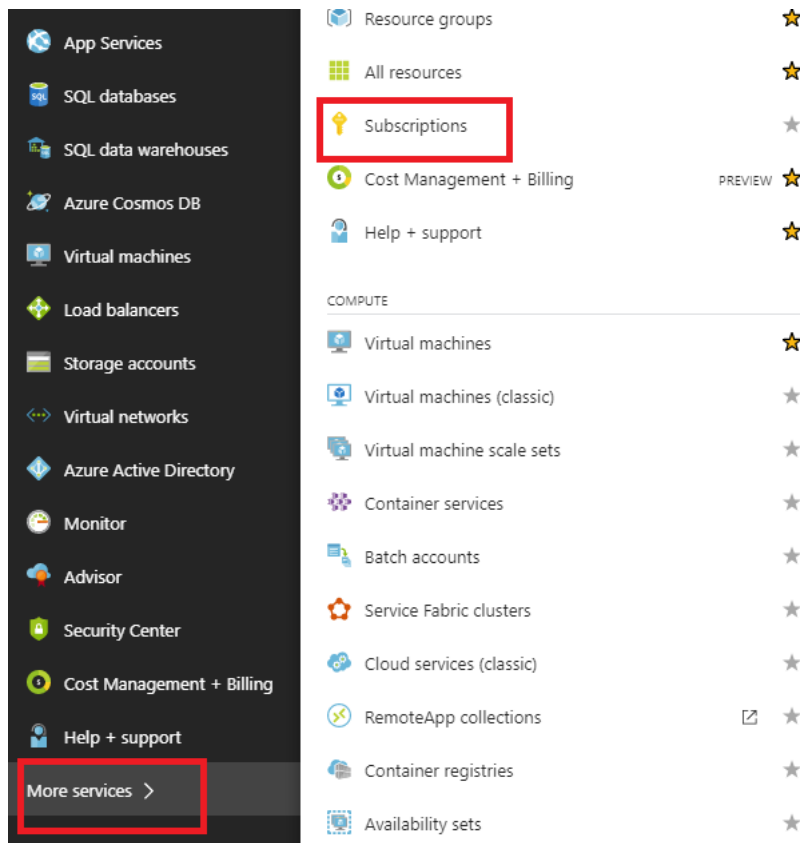 App Services
SQL databases
SQL data warehouses
Azure Cosmos DB
Virtual machines
Load balancers
Storage accounts
Virtual networks
Azure Active Directory
Monitor
Advisor
Security Center
Cost Management + Billing
Help + support
More services
Resource groups
All resources
Subscriptions
Cost Management + Billing PREVIEW
Help + support
COMPUTE
Virtual machines
Virtual machines (classic)
Virtual machine scale sets
Container services
Batch accounts
Service Fabric clusters
Cloud services (classic)
RemoteApp collections
Container registries
Availability sets